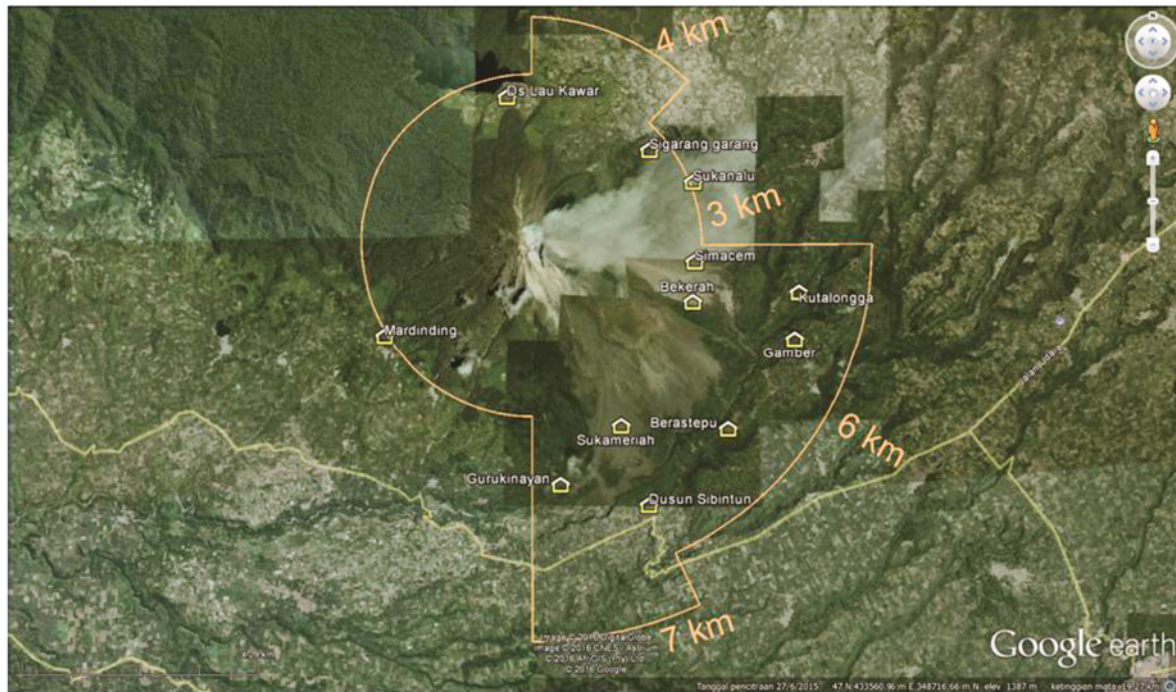 N
4 km
Ds Lau Kawar
Sigarang garang
Sukanalu
3 km
Simacem
Bekerah
Kutalongga
Mardinding
Gamber
Sukameriah
Berastepu
6 km
Gurukinayan
Dusun Sibintun
7 km
Image © 2016 DigitalGlobe
Image © 2016 CNES / Astrium
© 2016 Google
Google earth
Tanggal pencitraan 27/6/2015